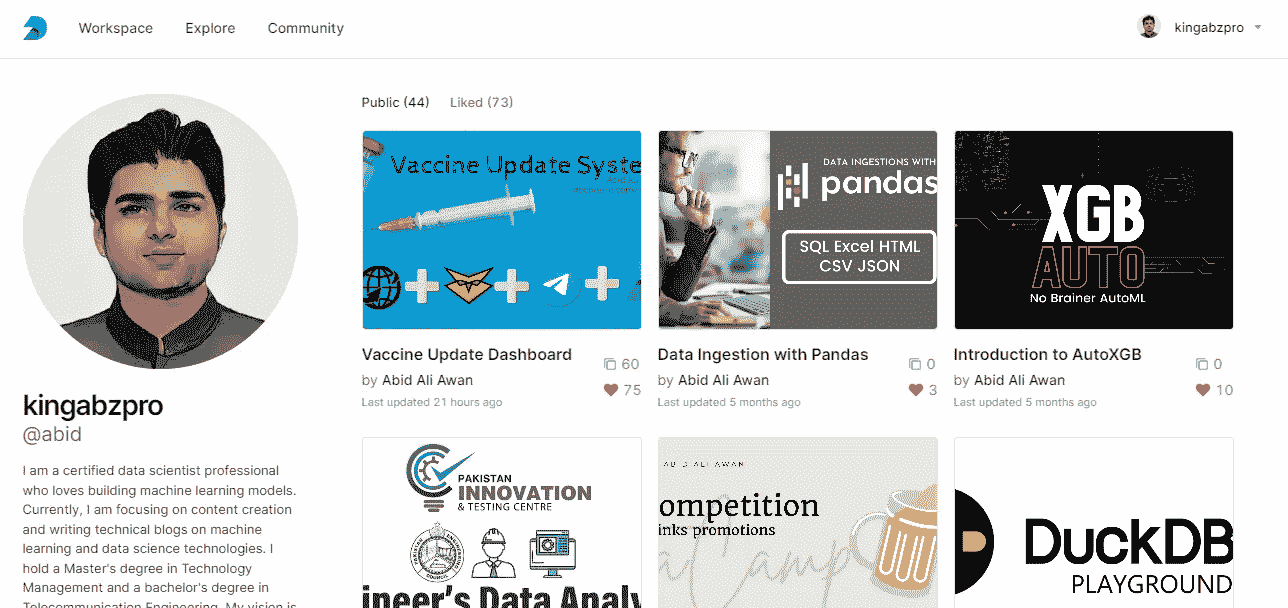 Workspace
Explore
Community
kingabzpro
Public (44)
Liked (73)
Vaccine Update Syste
DATA INGESTIONS WITH
pandas
SQL Excel HTML
CSV JSON
XGB
AUTO
No Brainer AutoML
Vaccine Update Dashboard
60
by Abid Ali Awan
75
Last updated 21 hours ago
Data Ingestion with Pandas
0
by Abid Ali Awan
3
Last updated 5 months ago
Introduction to AutoXGB
0
by Abid Ali Awan
10
Last updated 5 months ago
kingabzpro
@abid
I am a certified data scientist professional
who loves building machine learning models.
Currently, I am focusing on content creation
and writing technical blogs on machine
learning and data science technologies. I
hold a Master's degree in Technology
Management and a bachelor's degree in
Telecommunication Engineering. My vision is
PAKISTAN
INNOVATION
& TESTING CENTRE
PAKISTAN ENGINEERING
COUNCIL
ineer's Data Analy
ABID ALI AWAN
ompetition
inks promotions
aCamp
DuckDB
PLAYGROUND